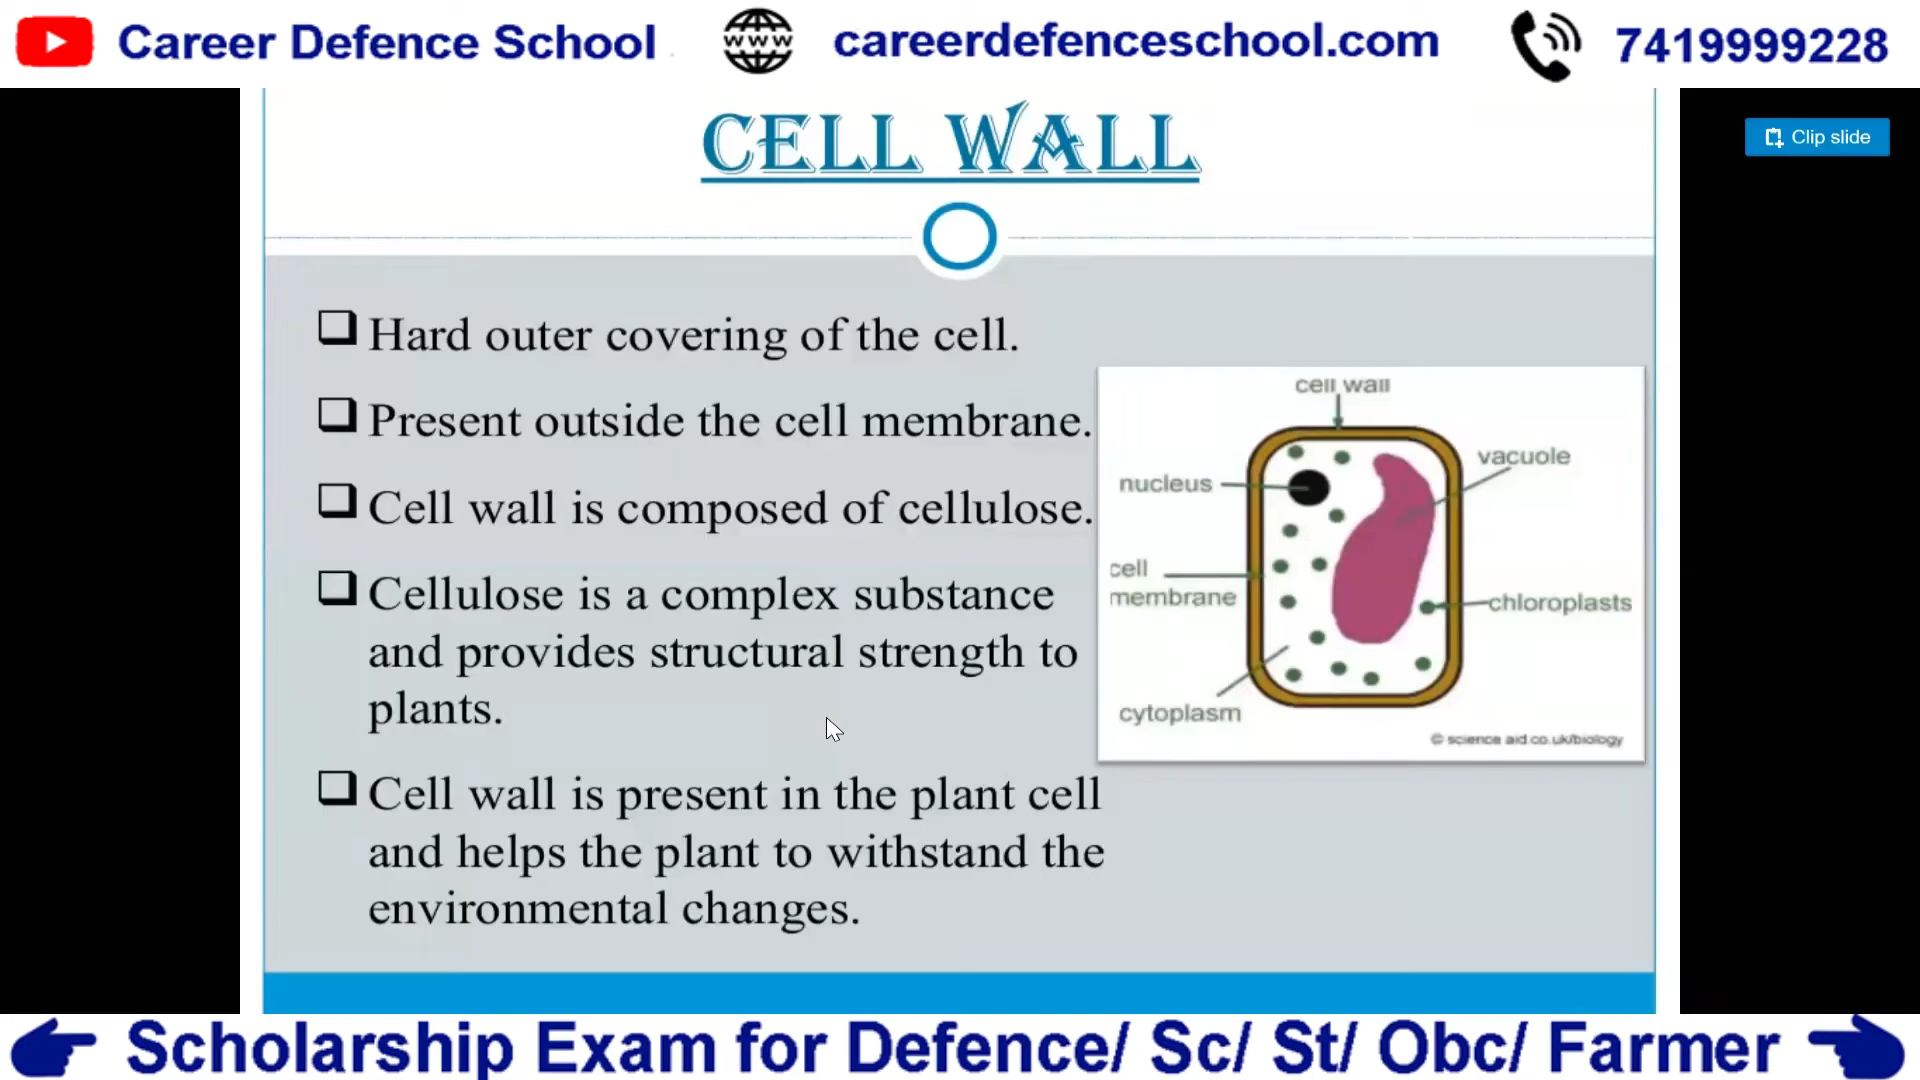 Career Defence School
www
careerdefenceschool.com
7419999228
CELL WALL
Clip slide
Hard outer covering of the cell.
Present outside the cell membrane.
Cell wall is composed of cellulose.
Cellulose is a complex substance
and provides structural strength to
plants.
Cell wall is present in the plant cell
and helps the plant to withstand the
environmental changes.
cell wall
vacuole
nucleus
cell
membrane
chloroplasts
cytoplasm
© science aid.co.uk/biology
Scholarship Exam for Defence/ Sc/ St/ Obc/ Farmer